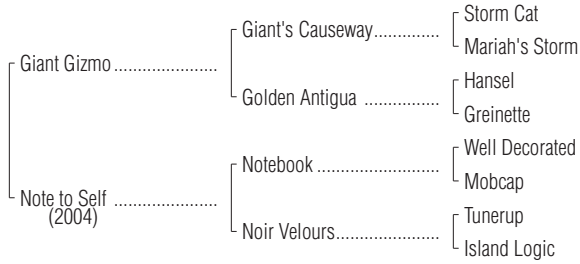 Storm Cat
Giant's Causeway...............
Mariah's Storm
Giant Gizmo ......................
Hansel
Golden Antigua .................
Greinette
Well Decorated
Notebook ..........................
Mobcap
Note to Self ......................
(2004)
Tunerup
Noir Velours.......................
Island Logic